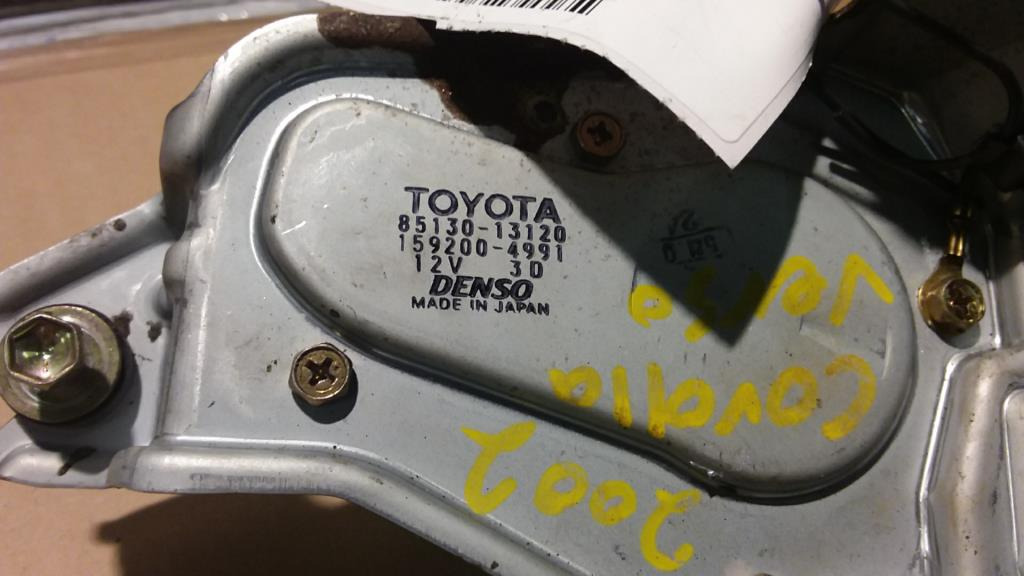 TOYOTA
85130-13120
159200-4991
12V 3D
DENSO
MADE IN JAPAN
Verso
Corolla
2002